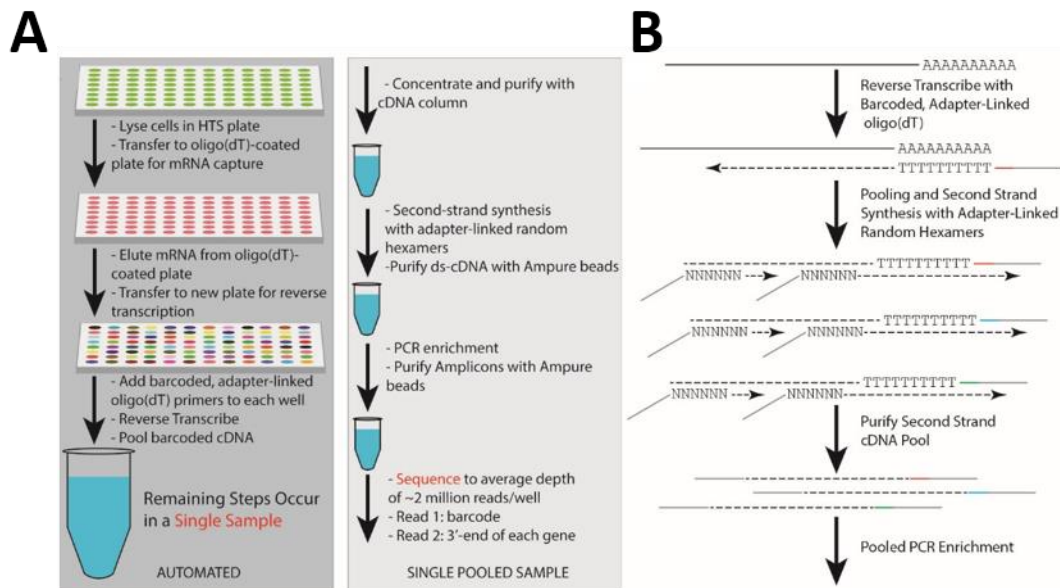 A
- Lyse cells in HTS plate
- Transfer to oligo(dT)-coated
plate for mRNA capture
- Elute mRNA from oligo(dT)-
coated plate
- Transfer to new plate for reverse
transcription
- Add barcoded, adapter-linked
oligo(dT) primers to each well
- Reverse Transcribe
- Pool barcoded cDNA
Remaining Steps Occur
in a Single Sample
AUTOMATED
- Concentrate and purify with
cDNA column
- Second-strand synthesis
with adapter-linked random
hexamers
-Purify ds-cDNA with Ampure beads
- PCR enrichment
- Purify Amplicons with Ampure
beads
- Sequence to average depth
of ~2 million reads/well
- Read 1: barcode
- Read 2: 3'-end of each gene
SINGLE POOLED SAMPLE
B
AAAAAAAAAA
Reverse Transcribe with
Barcoded, Adapter-Linked
oligo(dT)
AAAAAAAAAA
TTTTTTTTTT
Pooling and Second Strand
Synthesis with Adapter-Linked
Random Hexamers
TTTTTTTTTT
NNNNNN NNNNNN
TTTTTTTTTT
NNNNNN NNNNNN
TTTTTTTTTT
NNNNNN NNNNNN
Purify Second Strand
cDNA Pool
Pooled PCR Enrichment